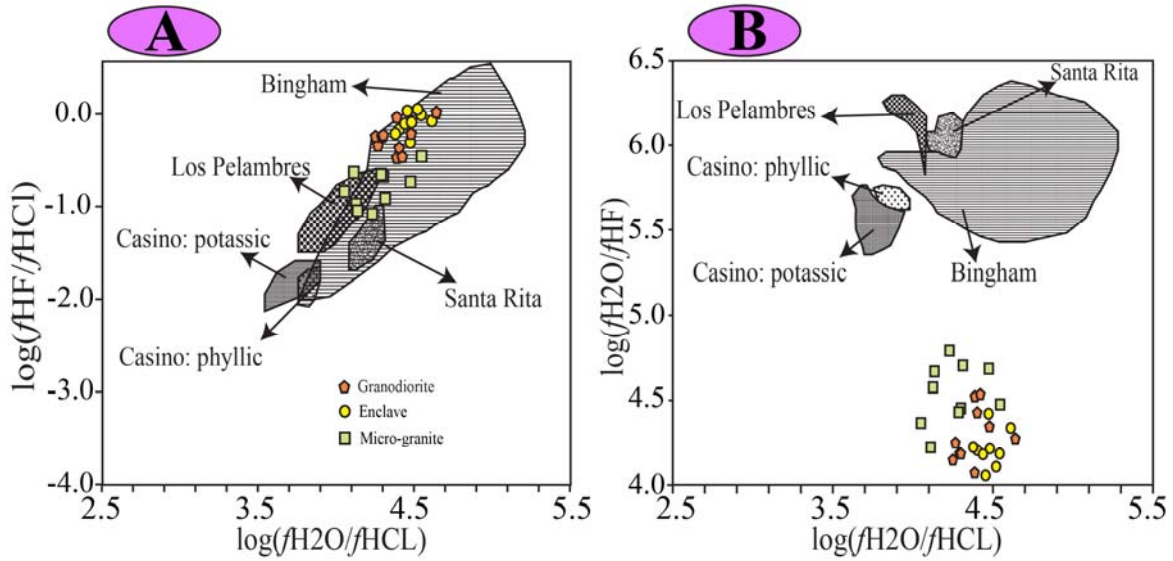 A
0.0
-1.0
-2.0
-3.0
-4.0
log(fHF/fHCl)
Bingham
Los Pelambres
Casino: potassic
Santa Rita
Casino: phyllic
Granodiorite
Enclave
Micro-granite
2.5 3.5 4.5 5.5
log(fH2O/fHCL)
B
6.5
6.0
5.5
5.0
4.5
4.0
log(fH2O/fHF)
Santa Rita
Los Pelambres
Casino:
phyllic
Casino: potassic
Bingham
2.5 3.5 4.5 5.5
log(fH2O/fHCL)